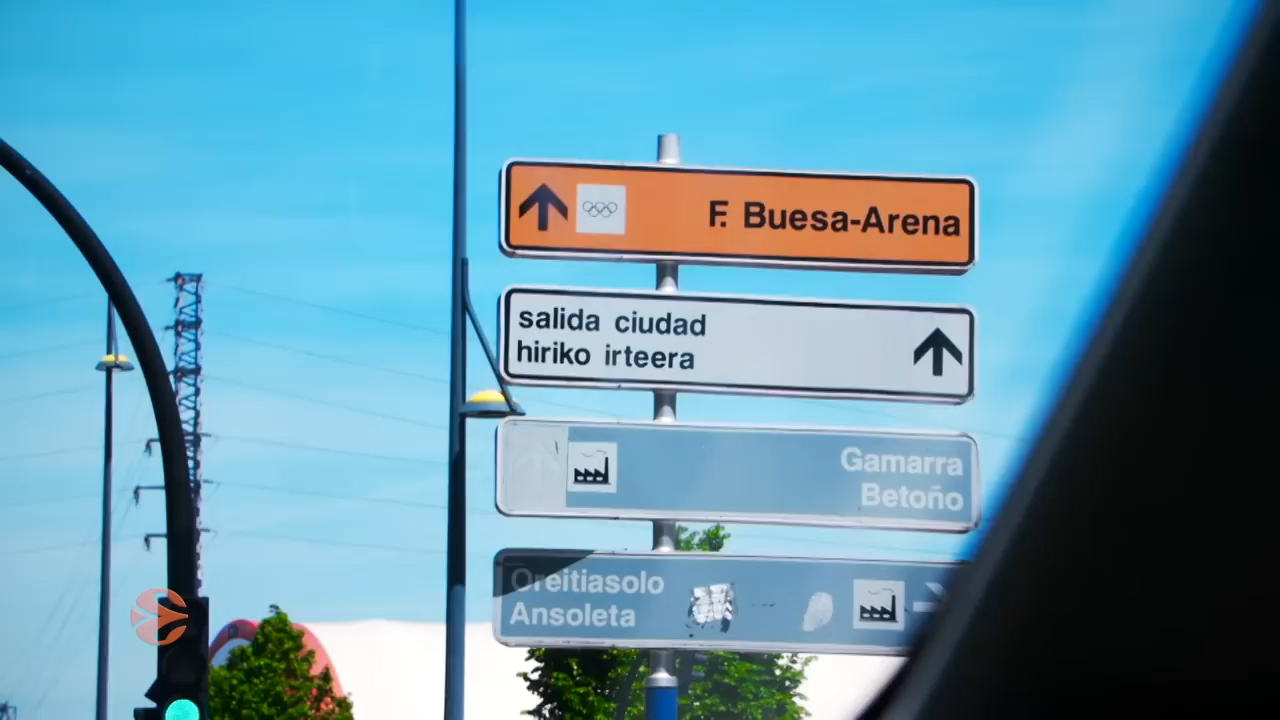 F. Buesa-Arena
salida ciudad
hiriko irteera
Gamarra
Betoño
Oreitiasolo
Ansoleta